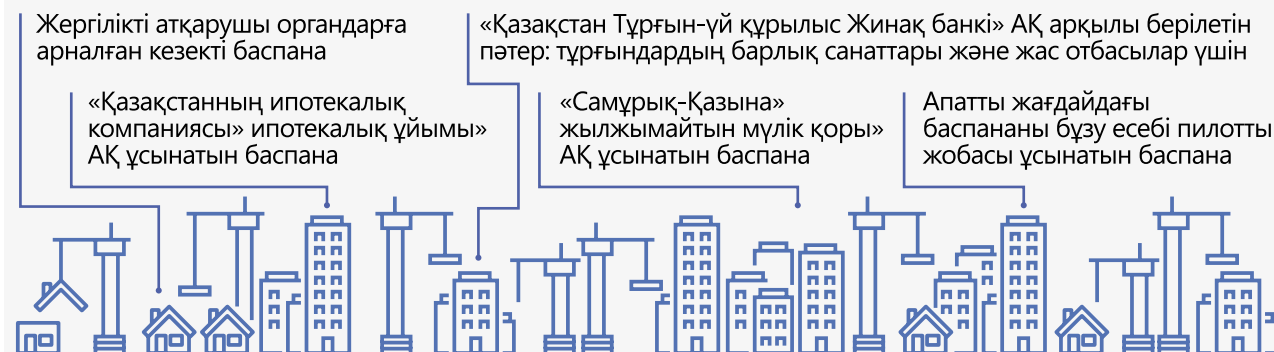 Жергілікті атқарушы органдарға
арналған кезекті баспана
«Қазақстан Тұрғын-үй құрылыс Жинақ банкі» АҚ арқылы берілетін
пәтер: тұрғындардың барлық санаттары және жас отбасылар үшін
«Қазақстанның ипотекалық
компаниясы» ипотекалық ұйымы»
АҚ ұсынатын баспана
«Самұрық-Қазына»
жылжымайтын мүлік қоры»
АҚ ұсынатын баспана
Апатты жағдайдағы
баспананы бұзу есебі пилотты
жобасы ұсынатын баспана